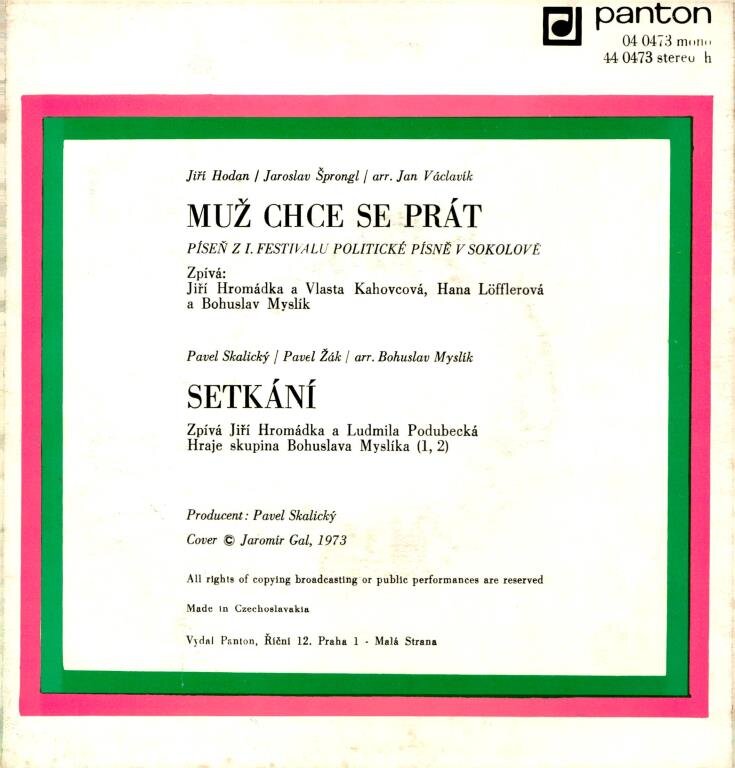 panton
04 0473 mono
44 0473 stereo h
Jiří Hodan / Jaroslav Šprongl / arr. Jan Václavík
MUŽ CHCE SE PRÁT
PÍSEŇ Z I. FESTIVALU POLITICKÉ PÍSNĚ V SOKOLOVĚ
Zpívá:
Jiří Hromádka a Vlasta Kahovcová, Hana Löfflerová
a Bohuslav Myslík
Pavel Skalický / Pavel Žák / arr. Bohuslav Myslík
SETKÁNÍ
Zpívá Jiří Hromádka a Ludmila Podubecká
Hraje skupina Bohuslava Myslíka (1, 2)
Producent: Pavel Skalický
Cover © Jaromír Gal, 1973
All rights of copying broadcasting or public performances are reserved
Made in Czechoslavakia
Vydal Panton, Říční 12. Praha 1 - Malá Strana